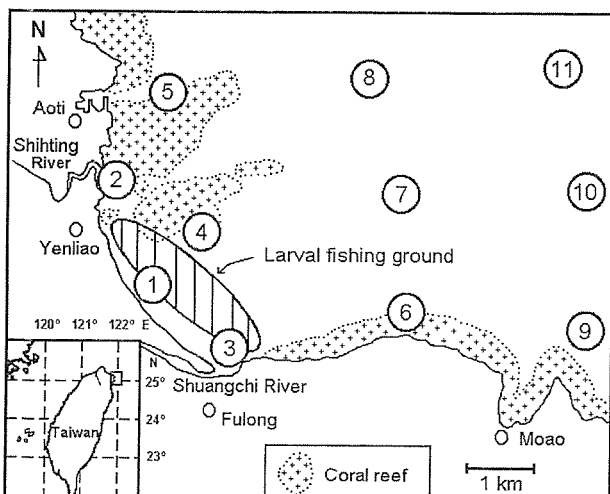 N
11
8
5
Aoti
Shihting
River
2
7
10
4
Yenliao
Larval fishing ground
1
6
9
3
120° 121° 122° E
N
25°
24°
23°
Taiwan
Shuangchi River
Fulong
Moao
Coral reef
1 km